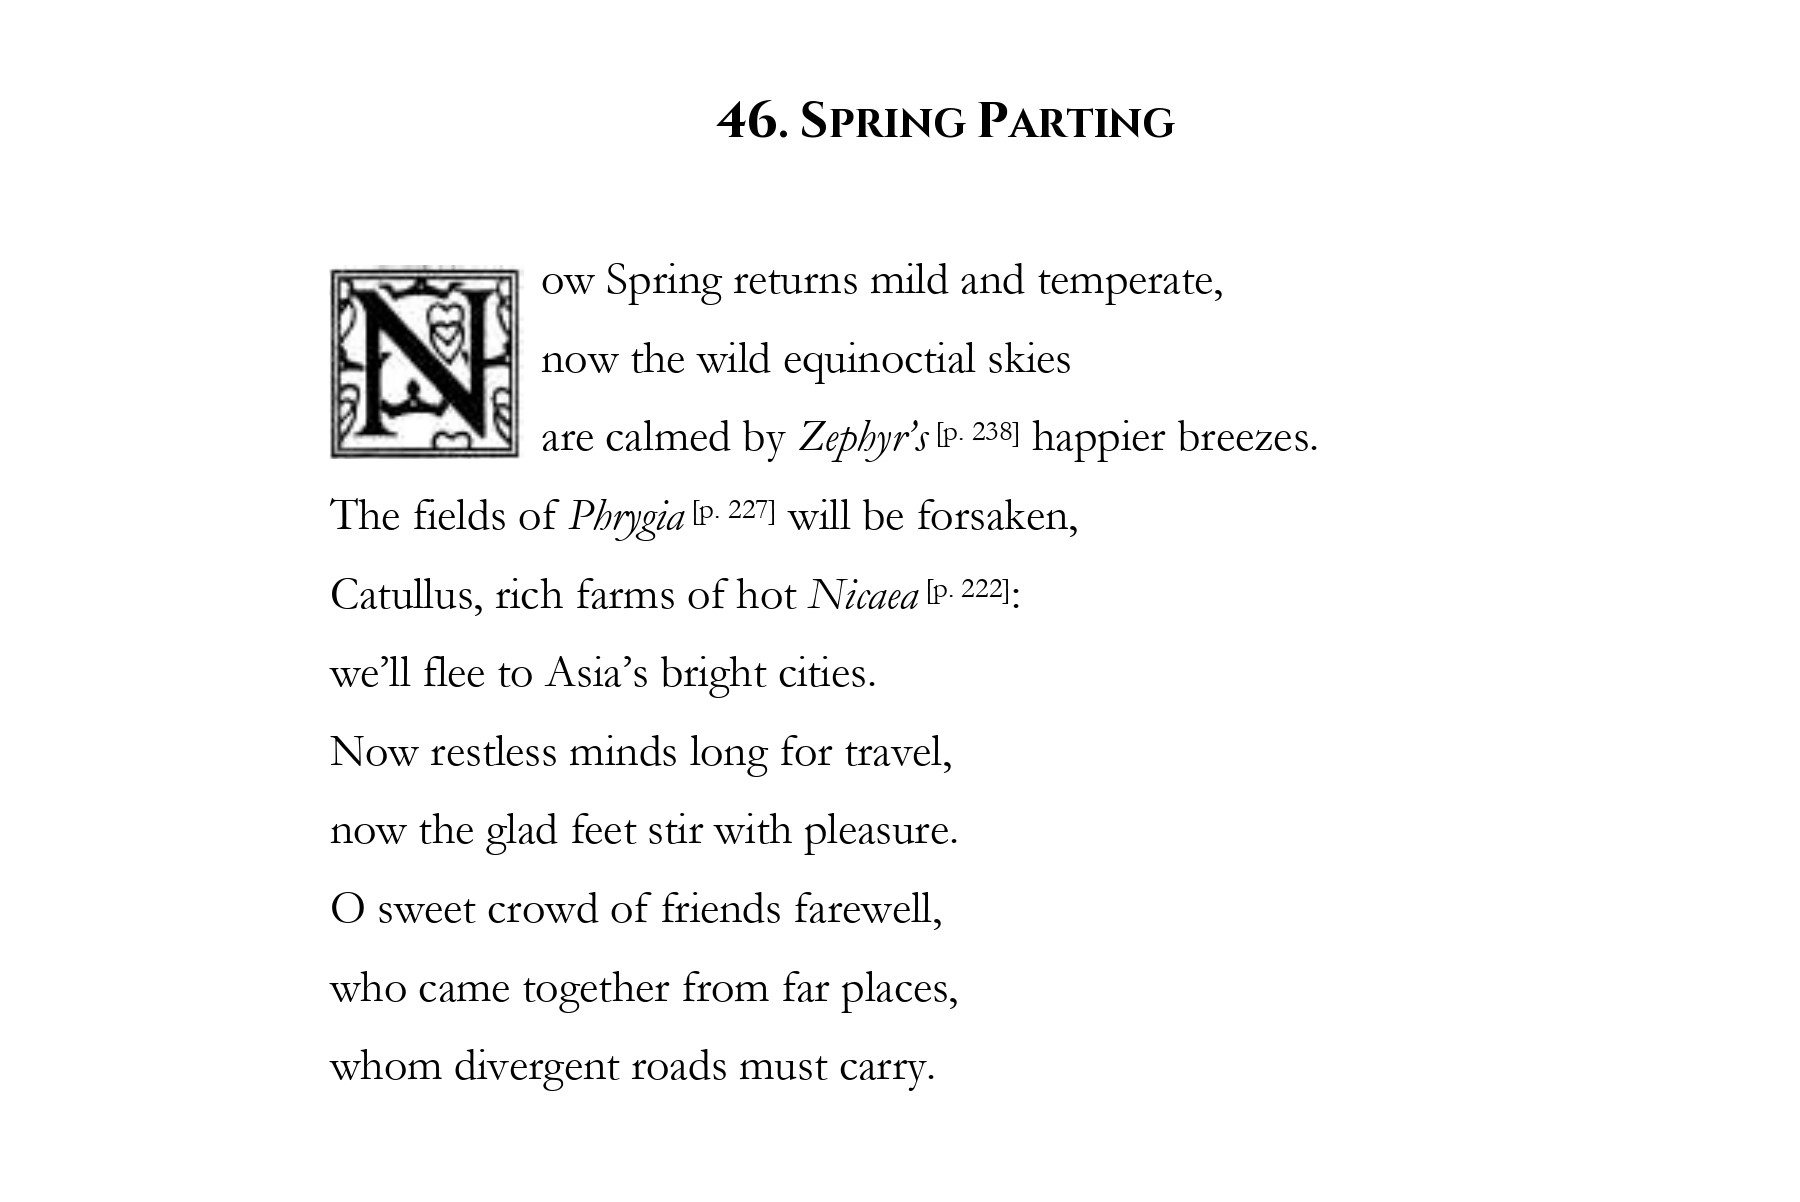 46. Spring Parting
Now Spring returns mild and temperate,
now the wild equinoctial skies
are calmed by Zephyr’s [p. 238] happier breezes.
The fields of Phrygia [p. 227] will be forsaken,
Catullus, rich farms of hot Nicaea [p. 222]:
we’ll flee to Asia’s bright cities.
Now restless minds long for travel,
now the glad feet stir with pleasure.
O sweet crowd of friends farewell,
who came together from far places,
whom divergent roads must carry.